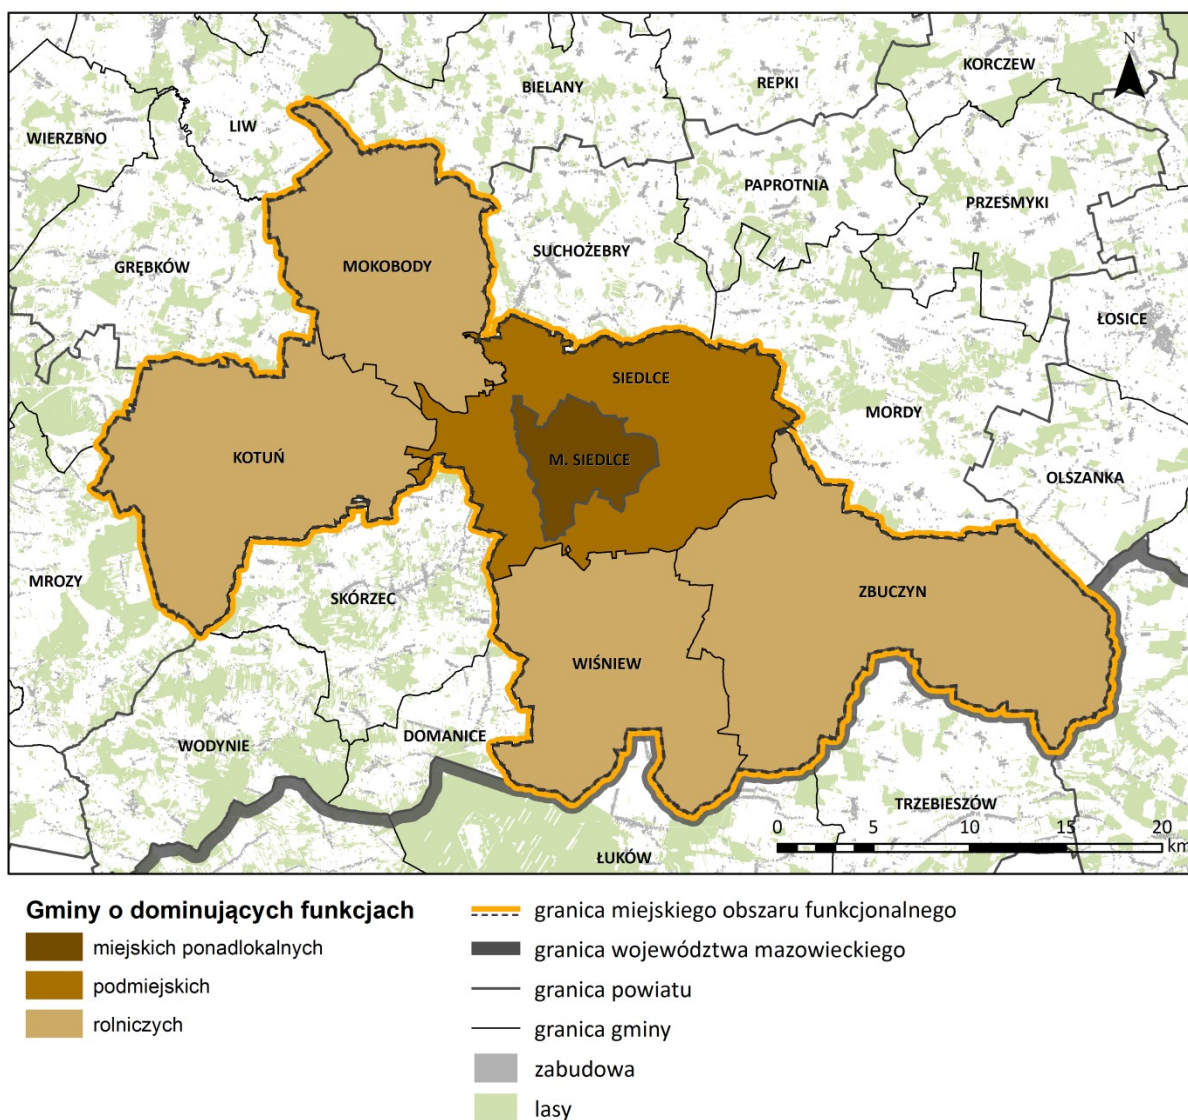 N
KORCZEW
REPKI
BIELANY
LIW
WIERZBNO
PAPROTNIA
PRZESMYKI
SUCHOŻEBRY
MOKOBODY
GRĘBKÓW
ŁOSICE
SIEDLCE
MORDY
KOTUŃ
M. SIEDLCE
OLSZANKA
MROZY
SKÓRZEC
ZBUCZYN
WIŚNIEW
DOMANICE
WODYNIE
TRZEBIESZÓW
0 5 10 15 20
km
ŁUKÓW
Gminy o dominujących funkcjach
miejskich ponadlokalnych
podmiejskich
rolniczych
granica miejskiego obszaru funkcjonalnego
granica województwa mazowieckiego
granica powiatu
granica gminy
zabudowa
lasy